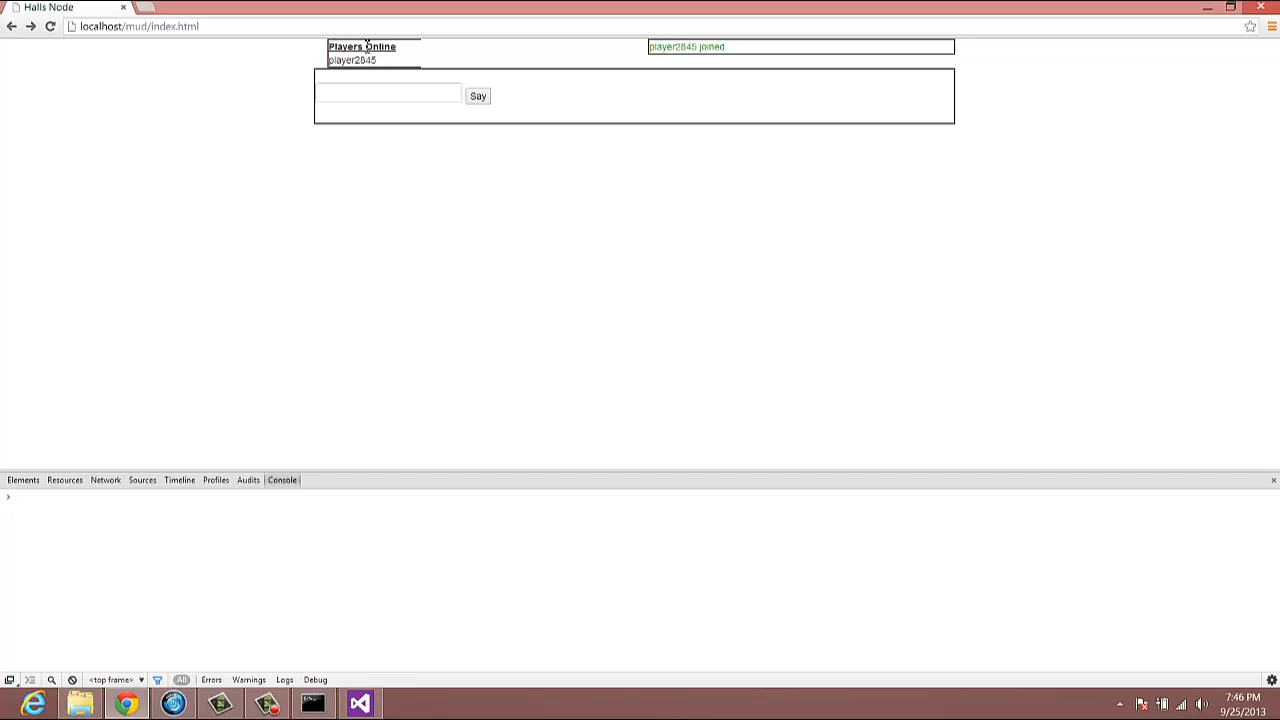 Halls Node
localhost/mud/index.html
Players Online
player2845
player2845 joined
Say
Elements Resources Network Sources Timeline Profiles Audits Console
<top frame> All Errors Warnings Logs Debug
7:46 PM
9/25/2013